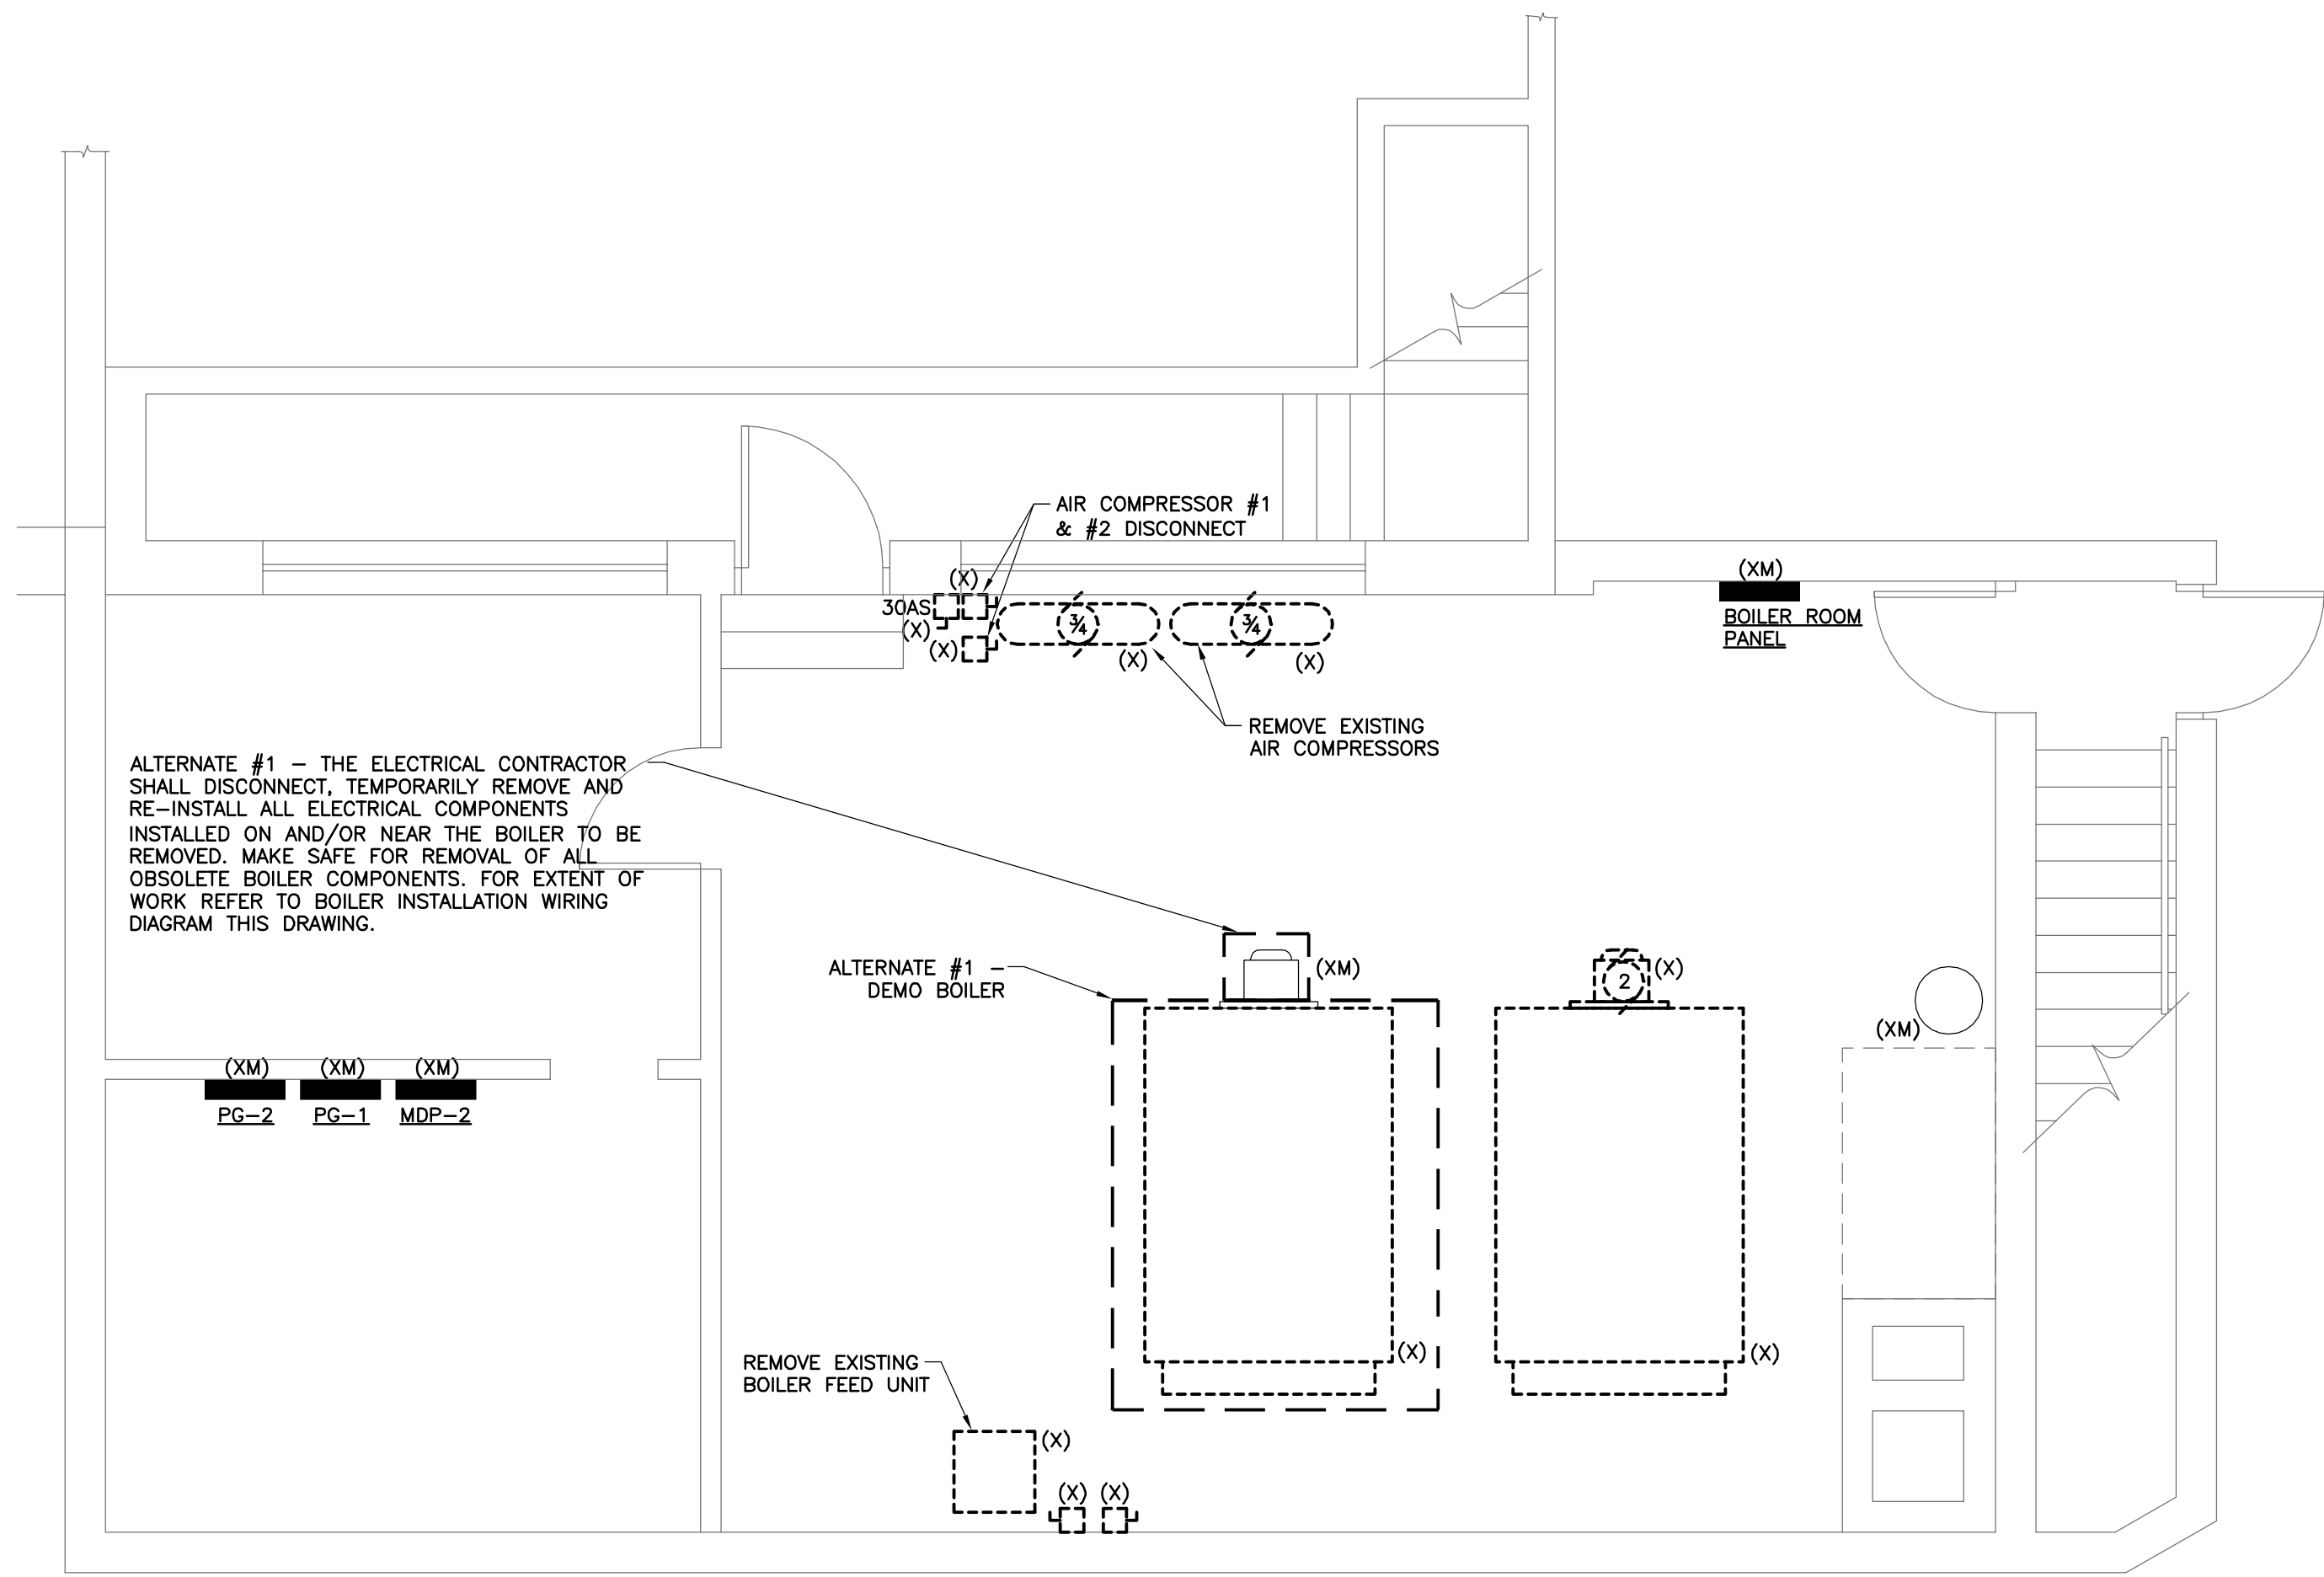 AIR COMPRESSOR #1
& #2 DISCONNECT
(XM)
BOILER ROOM
PANEL
(X)
30AS
(X)
(X)
3/4
3/4
(X)
(X)
REMOVE EXISTING
AIR COMPRESSORS
ALTERNATE #1 – THE ELECTRICAL CONTRACTOR
SHALL DISCONNECT, TEMPORARILY REMOVE AND
RE–INSTALL ALL ELECTRICAL COMPONENTS
INSTALLED ON AND/OR NEAR THE BOILER TO BE
REMOVED. MAKE SAFE FOR REMOVAL OF ALL
OBSOLETE BOILER COMPONENTS. FOR EXTENT OF
WORK REFER TO BOILER INSTALLATION WIRING
DIAGRAM THIS DRAWING.
ALTERNATE #1 –
DEMO BOILER
(XM)
2
(X)
(XM)
(XM)
(XM)
(XM)
PG–2
PG–1
MDP–2
(X)
(X)
REMOVE EXISTING
BOILER FEED UNIT
(X)
(X)
(X)